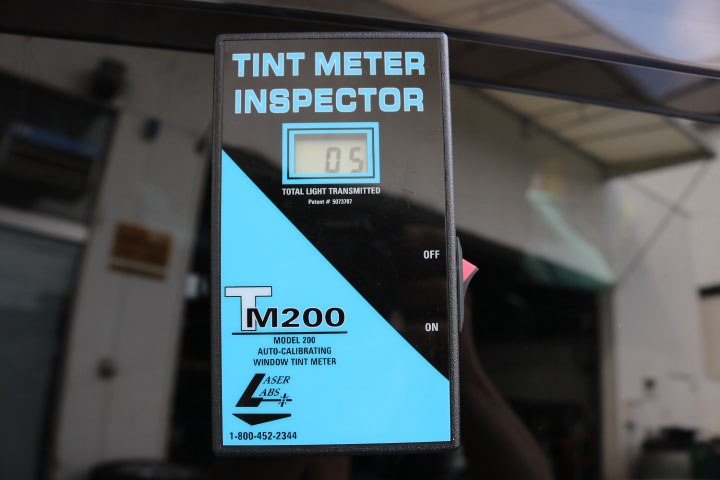 TINT METER
INSPECTOR
05
TOTAL LIGHT TRANSMITTED
Patent # 5073707
OFF
ON
TM200
MODEL 200
AUTO-CALIBRATING
WINDOW TINT METER
LASER
LABS
1-800-452-2344